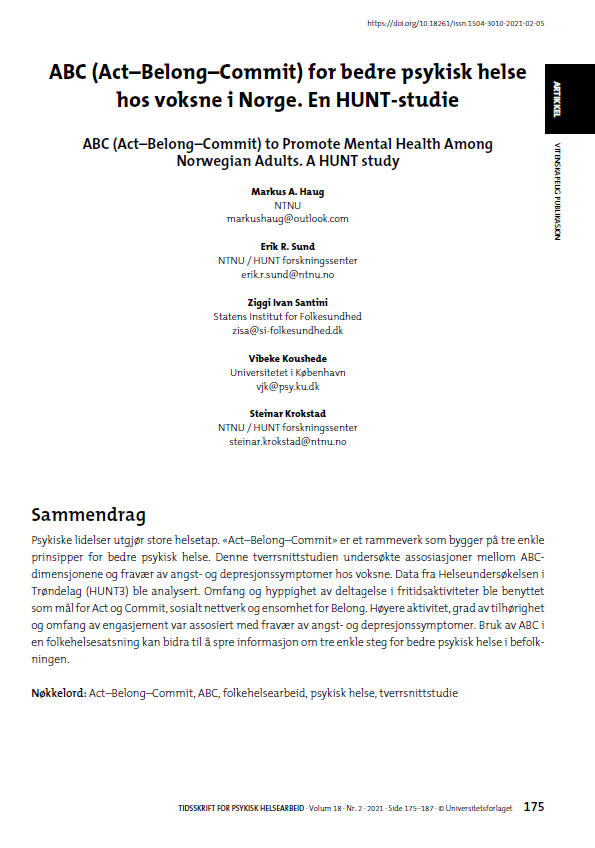 https://doi.org/10.18261/issn.1504-3010-2021-02-05
ABC (Act–Belong–Commit) for bedre psykisk helse
hos voksne i Norge. En HUNT-studie
ARTIKKEL
VITENSKAPELIG PUBLIKASJON
ABC (Act–Belong–Commit) to Promote Mental Health Among
Norwegian Adults. A HUNT study
Markus A. Haug
NTNU
markushaug@outlook.com
Erik R. Sund
NTNU / HUNT forskningssenter
erik.r.sund@ntnu.no
Ziggi Ivan Santini
Statens Institut for Folkesundhed
zisa@si-folkesundhed.dk
Vibeke Koushede
Universitetet i København
vjk@psy.ku.dk
Steinar Krokstad
NTNU / HUNT forskningssenter
steinar.krokstad@ntnu.no
Sammendrag
Psykiske lidelser utgjør store helsetap. «Act–Belong–Commit» er et rammeverk som bygger på tre enkle
prinsipper for bedre psykisk helse. Denne tverrsnittstudien undersøkte assosiasjoner mellom ABC-
dimensjonene og fravær av angst- og depresjonssymptomer hos voksne. Data fra Helseundersøkelsen i
Trøndelag (HUNT3) ble analysert. Omfang og hyppighet av deltagelse i fritidsaktiviteter ble benyttet
som mål for Act og Commit, sosialt nettverk og ensomhet for Belong. Høyere aktivitet, grad av tilhørighet
og omfang av engasjement var assosiert med fravær av angst- og depresjonssymptomer. Bruk av ABC i
en folkehelsesatsning kan bidra til å spre informasjon om tre enkle steg for bedre psykisk helse i befolk-
ningen.
Nøkkelord: Act–Belong–Commit, ABC, folkehelsearbeid, psykisk helse, tverrsnittstudie
TIDSSKRIFT FOR PSYKISK HELSEARBEID · Volum 18 · Nr. 2 · 2021 · Side 175–187 · © Universitetsforlaget 175